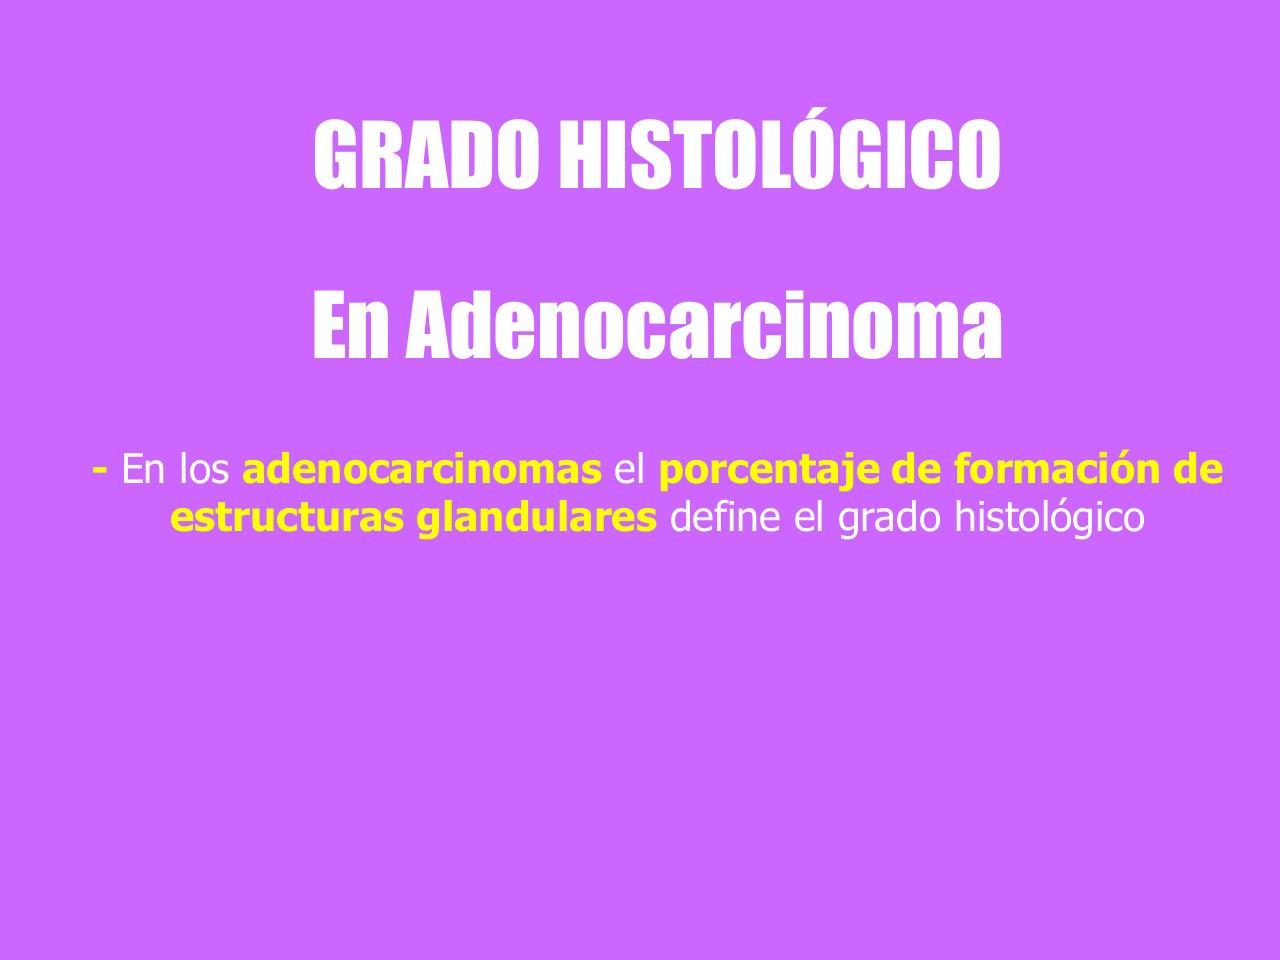 GRADO HISTOLÓGICO
En Adenocarcinoma
- En los adenocarcinomas el porcentaje de formación de
estructuras glandulares define el grado histológico